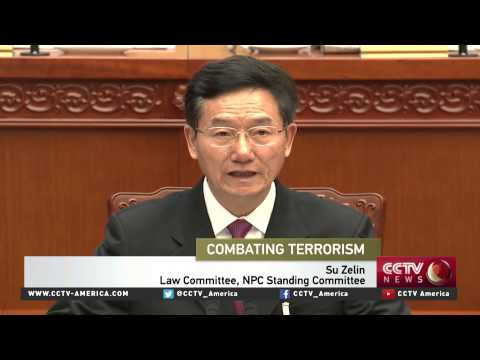 COMBATING TERRORISM
Su Zelin
Law Committee, NPC Standing Committee
CCTV
NEWS
WWW.CCTV-AMERICA.COM
@CCTV_America
CCTV_America
CCTV America